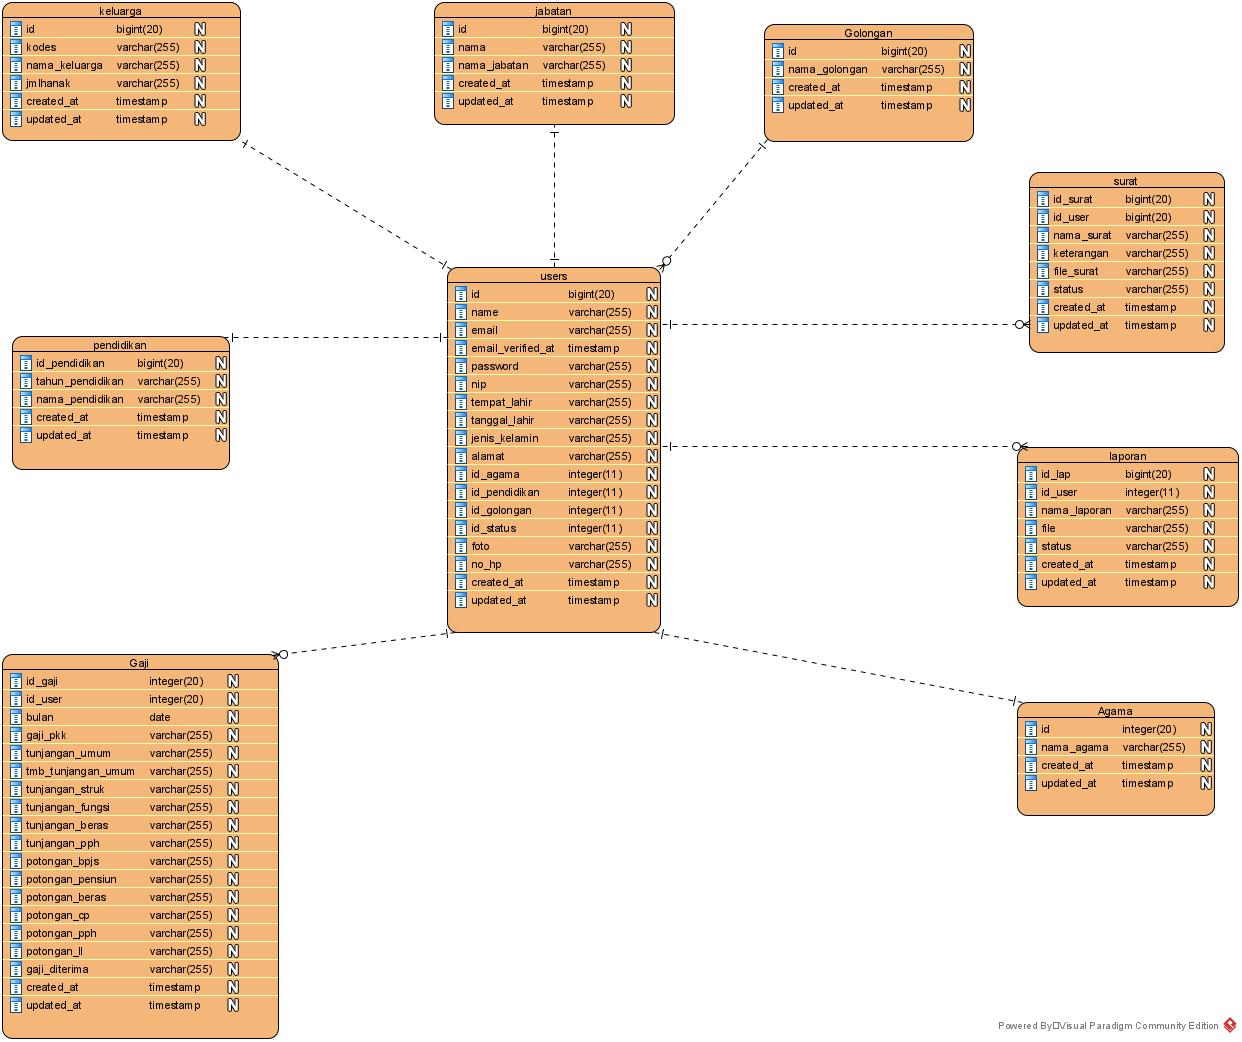 keluarga
id bigint(20) N
kodes varchar(255) N
nama_keluarga varchar(255) N
jmlhanak varchar(255) N
created_at timestamp N
updated_at timestamp N
jabatan
id bigint(20) N
nama varchar(255) N
nama_jabatan varchar(255) N
created_at timestamp N
updated_at timestamp N
Golongan
id bigint(20) N
nama_golongan varchar(255) N
created_at timestamp N
updated_at timestamp N
surat
id_surat bigint(20) N
id_user bigint(20) N
nama_surat varchar(255) N
keterangan varchar(255) N
file_surat varchar(255) N
status varchar(255) N
created_at timestamp N
updated_at timestamp N
users
id bigint(20) N
name varchar(255) N
email varchar(255) N
email_verified_at timestamp N
password varchar(255) N
nip varchar(255) N
tempat_lahir varchar(255) N
tanggal_lahir varchar(255) N
jenis_kelamin varchar(255) N
alamat varchar(255) N
id_agama integer(11) N
id_pendidikan integer(11) N
id_golongan integer(11) N
id_status integer(11) N
foto varchar(255) N
no_hp varchar(255) N
created_at timestamp N
updated_at timestamp N
pendidikan
id_pendidikan bigint(20) N
tahun_pendidikan varchar(255) N
nama_pendidikan varchar(255) N
created_at timestamp N
updated_at timestamp N
laporan
id_lap bigint(20) N
id_user integer(11) N
nama_laporan varchar(255) N
file varchar(255) N
status varchar(255) N
created_at timestamp N
updated_at timestamp N
Gaji
id_gaji integer(20) N
id_user integer(20) N
bulan date N
gaji_pkk varchar(255) N
tunjangan_umum varchar(255) N
tmb_tunjangan_umum varchar(255) N
tunjangan_struk varchar(255) N
tunjangan_fungsi varchar(255) N
tunjangan_beras varchar(255) N
tunjangan_pph varchar(255) N
potongan_bpjs varchar(255) N
potongan_pensiun varchar(255) N
potongan_beras varchar(255) N
potongan_cp varchar(255) N
potongan_pph varchar(255) N
potongan_ll varchar(255) N
gaji_diterima varchar(255) N
created_at timestamp N
updated_at timestamp N
Agama
id integer(20) N
nama_agama varchar(255) N
created_at timestamp N
updated_at timestamp N
Powered By□Visual Paradigm Community Edition